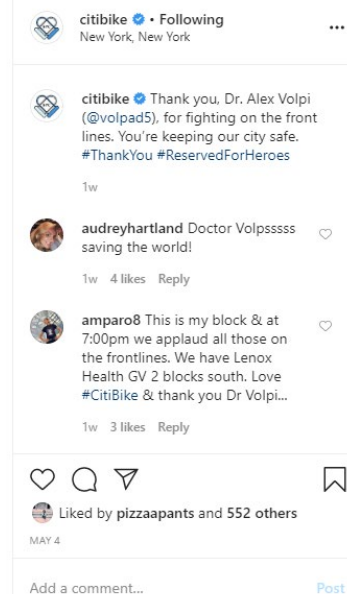 citibike • Following
New York, New York
citibike Thank you, Dr. Alex Volpi
(@volpad5), for fighting on the front
lines. You're keeping our city safe.
#ThankYou #ReservedForHeroes
1w
audreyhartland Doctor Volpsssss
saving the world!
1w 4 likes Reply
amparo8 This is my block & at
7:00pm we applaud all those on
the frontlines. We have Lenox
Health GV 2 blocks south. Love
#CitiBike & thank you Dr Volpi...
1w 3 likes Reply
Liked by pizzaapants and 552 others
MAY 4
Add a comment... Post